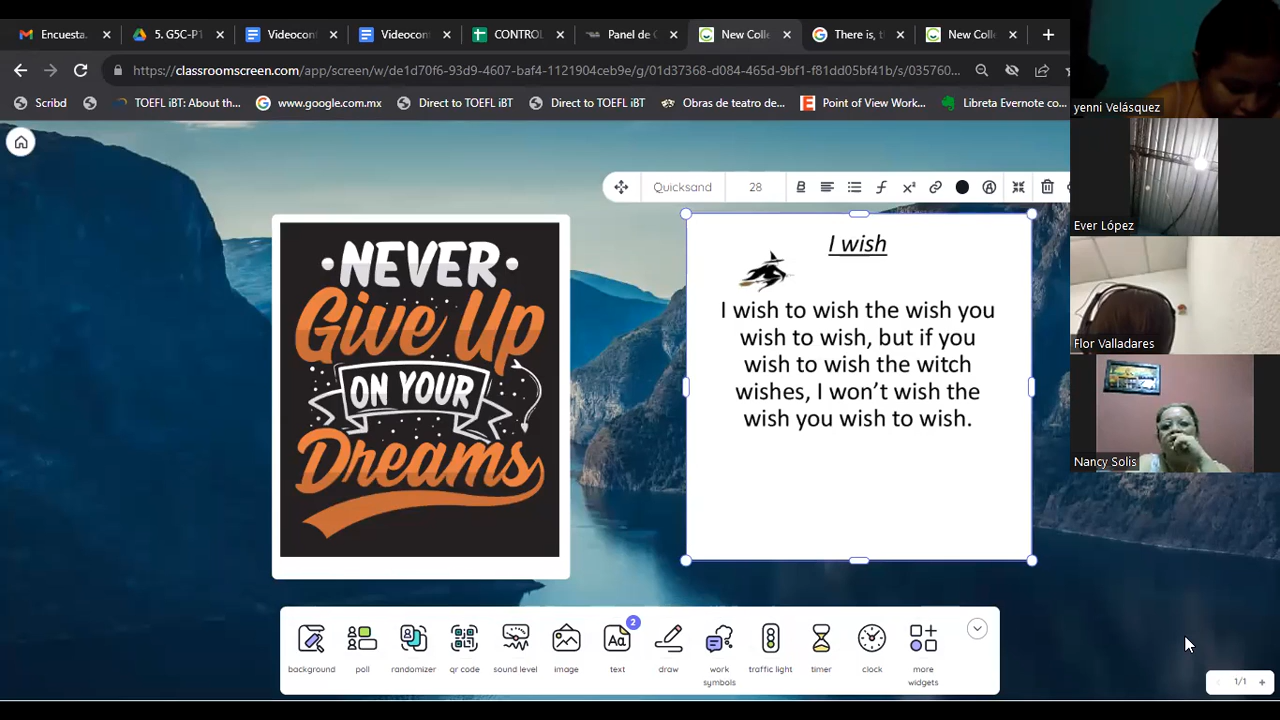 Encuesta.
5. G5C-P1
Videocon
Videocom
CONTROL
Panel de C
New Colle
There is, t
New Colle
https://classroomscreen.com/app/screen/w/de1d70f6-93d9-4607-baf4-1121904ceb9e/g/01d37368-d084-465d-9bf1-f81dd05bf41b/s/035760...
Scribd
TOEFL iBT: About th...
www.google.com.mx
Direct to TOEFL iBT
Direct to TOEFL iBT
Obras de teatro de...
Point of View Work...
Libreta Evernote co...
yenni Velásquez
Ever López
Flor Valladares
Nancy Solis
Quicksand
28
NEVER
Give Up
ON YOUR
Dreams
I wish
I wish to wish the wish you
wish to wish, but if you
wish to wish the witch
wishes, I won’t wish the
wish you wish to wish.
2
background
poll
randomizer
qr code
sound level
image
text
draw
work
symbols
traffic light
timer
clock
more
widgets
1/1